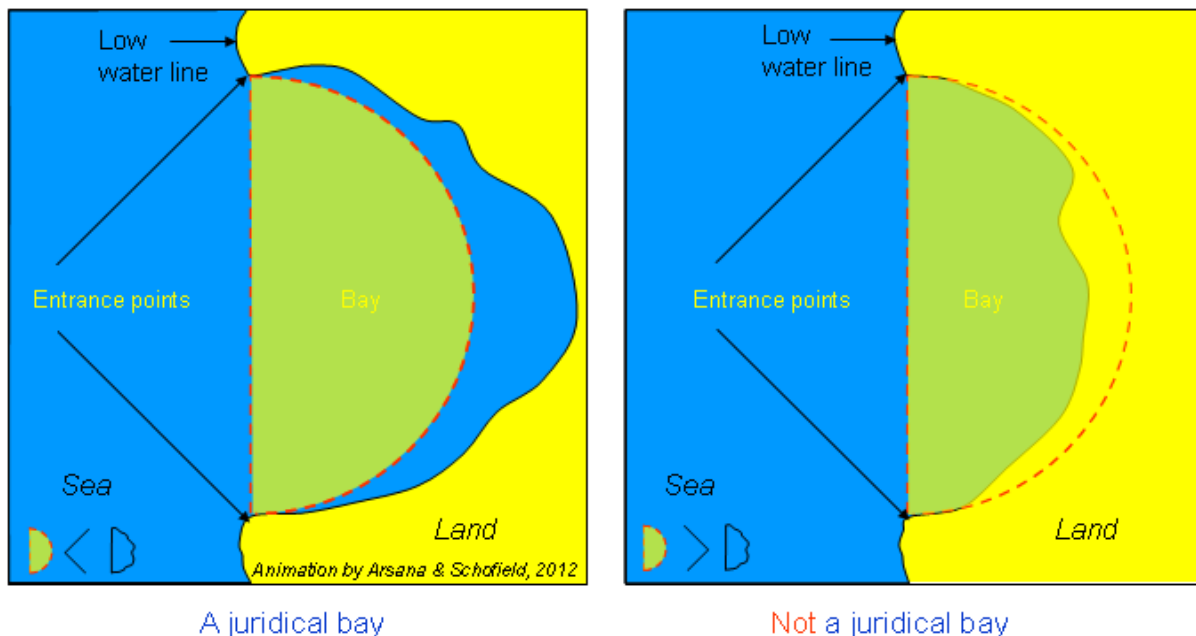 Low
water line
Entrance points
Bay
Sea
Land
Animation by Arsana & Schofield, 2012
A juridical bay
Low
water line
Entrance points
Bay
Sea
Land
Not a juridical bay